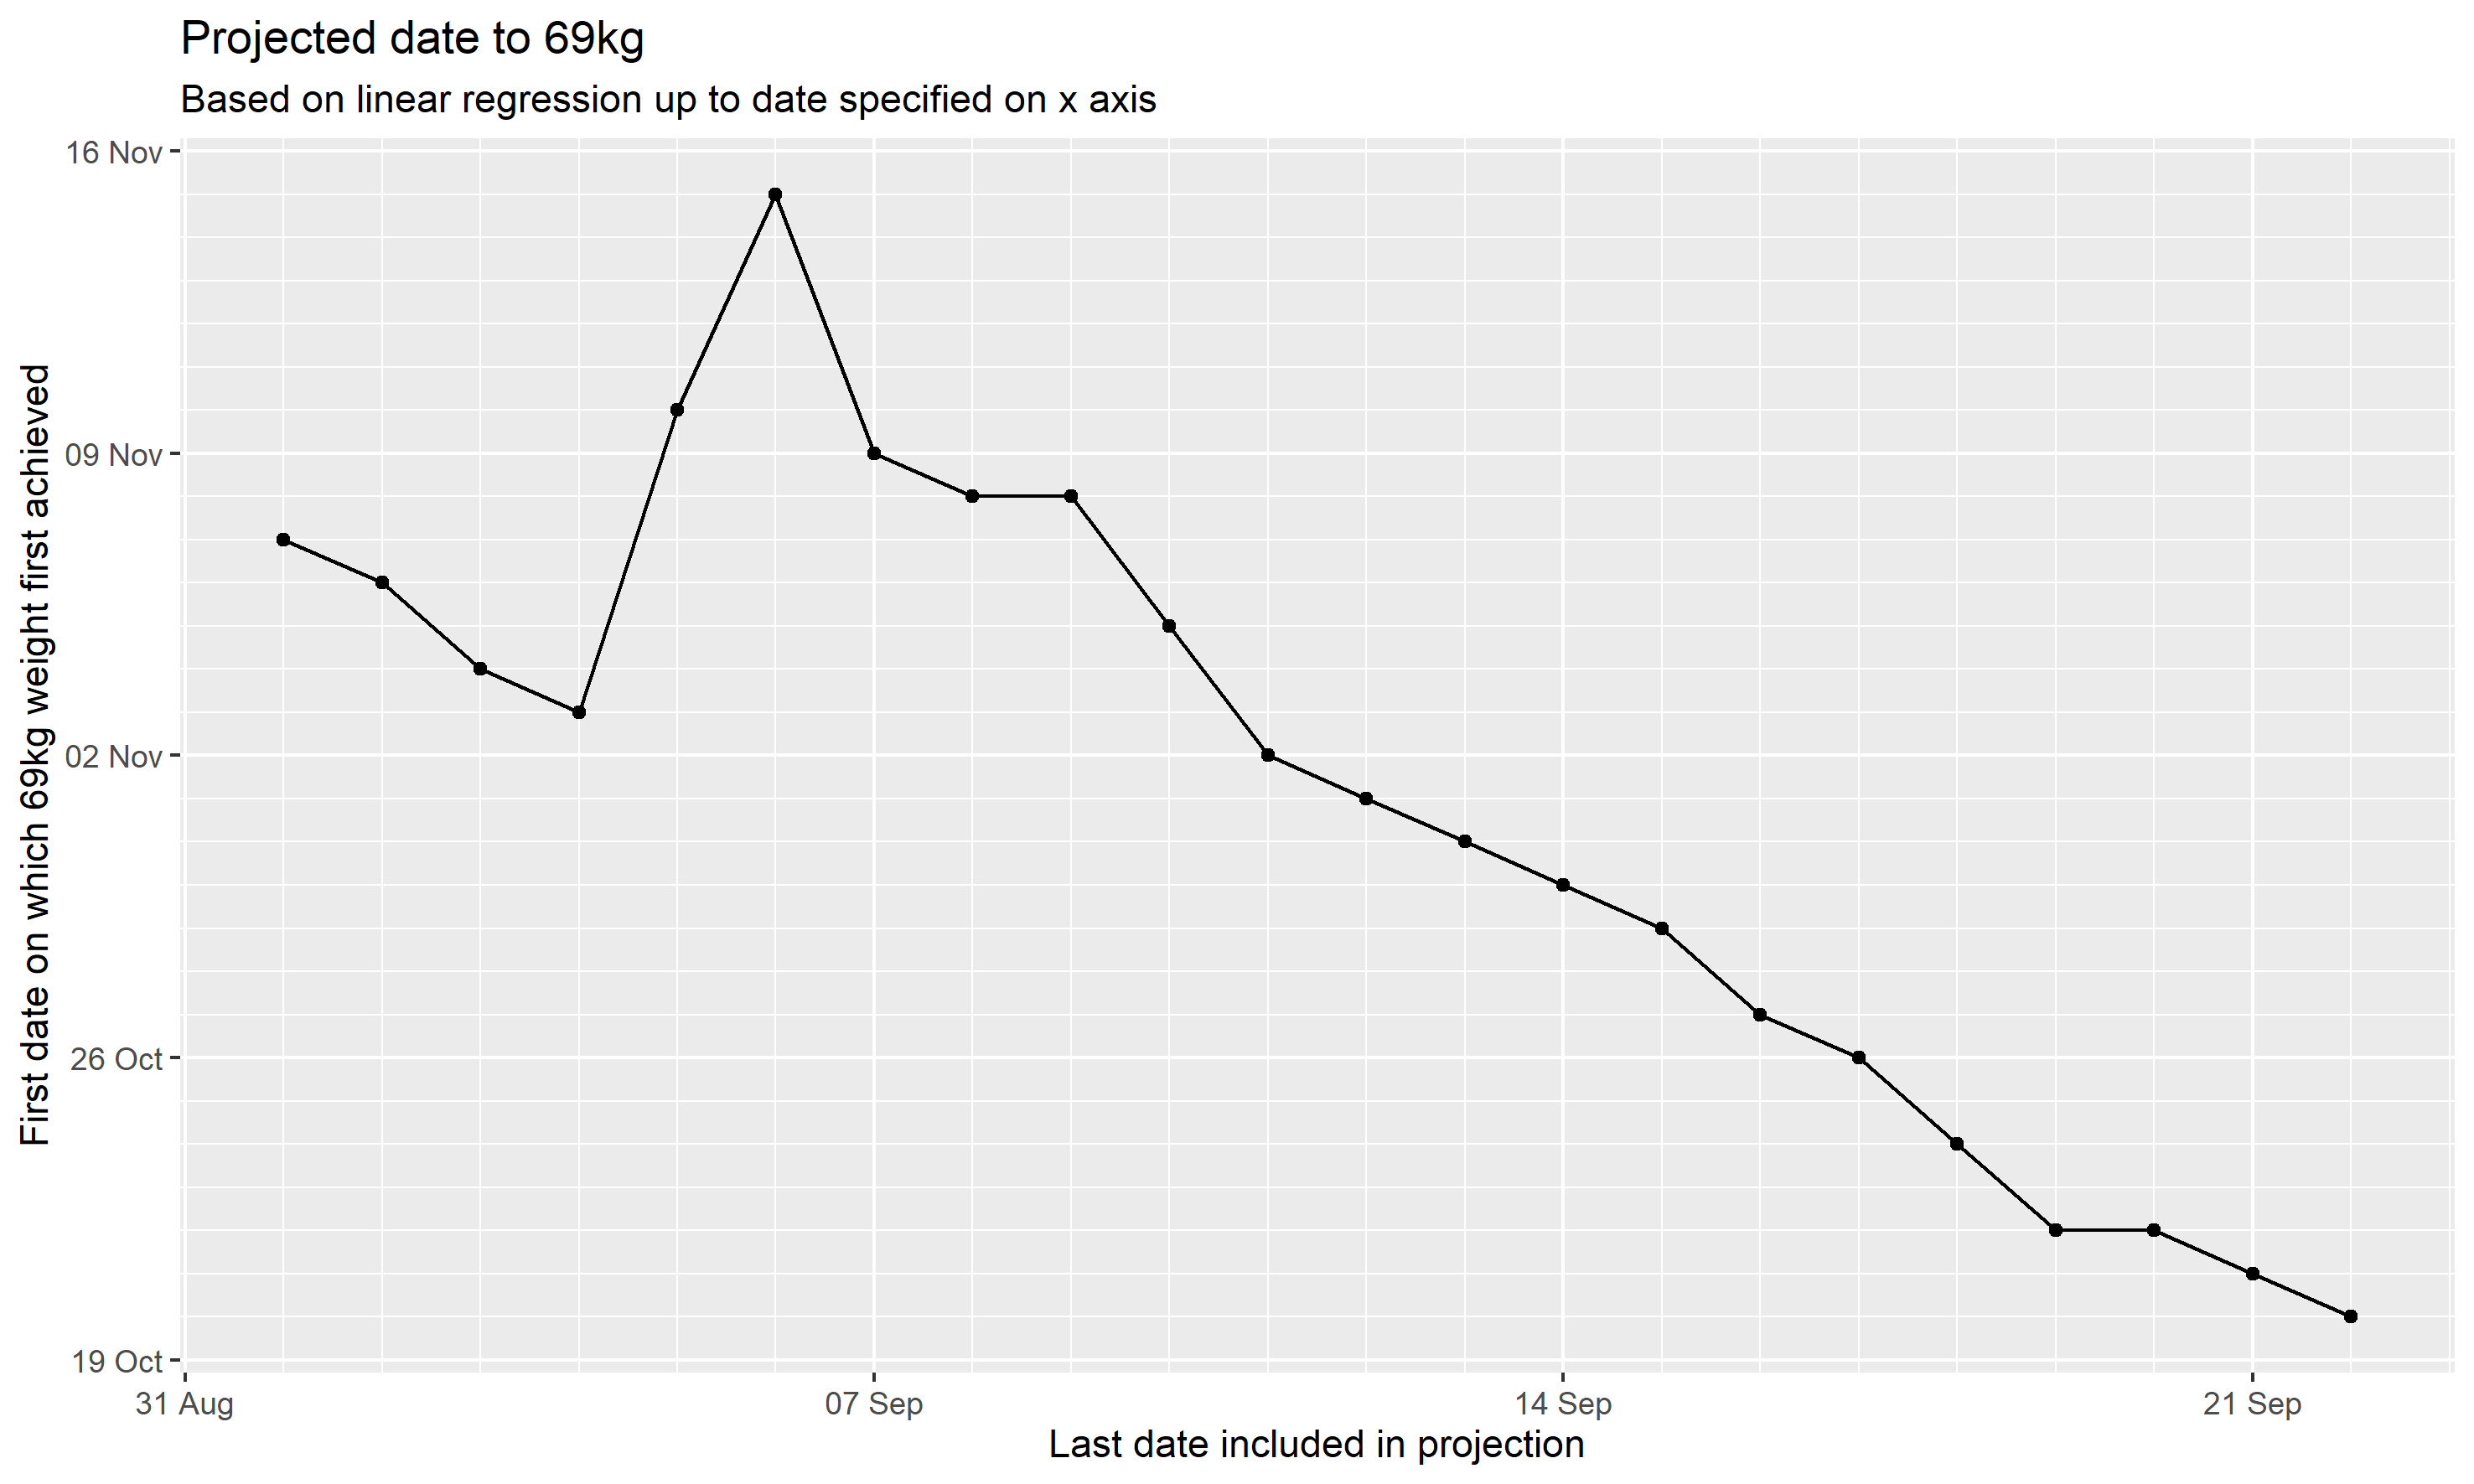 Projected date to 69kg
Based on linear regression up to date specified on x axis
First date on which 69kg weight first achieved
16 Nov
09 Nov
02 Nov
26 Oct
19 Oct
31 Aug
07 Sep
14 Sep
21 Sep
Last date included in projection